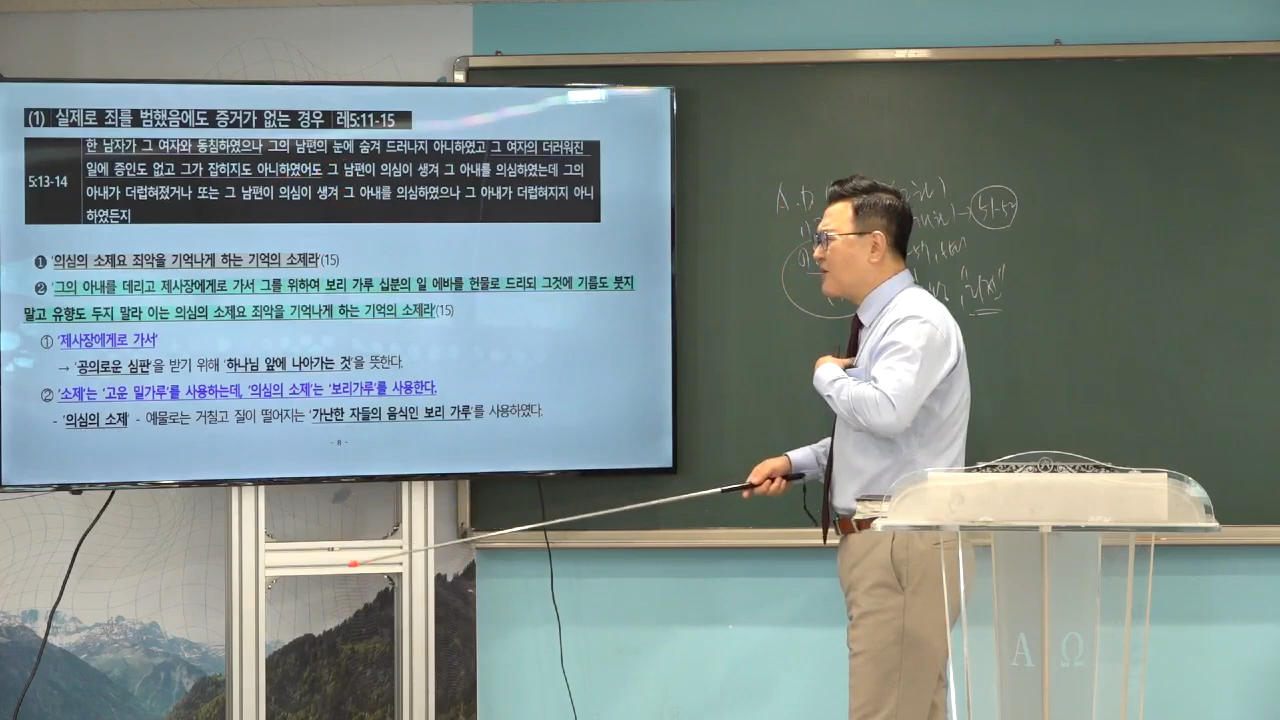 (1) 실제로 죄를 범했음에도 증거가 없는 경우 레5:11-15
한 남자가 그 여자와 동침하였으나 그의 남편의 눈에 숨겨 드러나지 아니하였고 그 여자의 더러워진
일에 증인도 없고 그가 잡히지도 아니하였어도 그 남편이 의심이 생겨 그 아내를 의심하였는데 그의
5:13-14
아내가 더럽혀졌거나 또는 그 남편이 의심이 생겨 그 아내를 의심하였으나 그 아내가 더럽혀지지 아니
하였든지
❶ '의심의 소제요 죄악을 기억나게 하는 기억의 소제라'(15)
❷ '그의 아내를 데리고 제사장에게로 가서 그를 위하여 보리 가루 십분의 일 에바를 헌물로 드리되 그것에 기름도 붓지
말고 유향도 두지 말라 이는 의심의 소제요 죄악을 기억나게 하는 기억의 소제라'(15)
① '제사장에게로 가서'
→ '공의로운 심판'을 받기 위해 '하나님 앞에 나아가는 것'을 뜻한다.
② '소제'는 '고운 밀가루'를 사용하는데, '의심의 소제'는 '보리가루'를 사용한다.
- '의심의 소제' - 예물로는 거칠고 질이 떨어지는 '가난한 자들의 음식인 보리 가루'를 사용하였다.
- 8 -
A.D
51-52
Α Ω